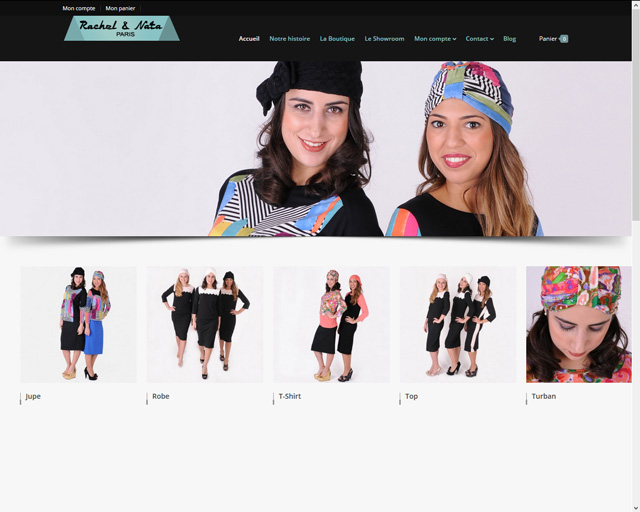 Mon compte Mon panier
Rachel & Nata
PARIS
Accueil Notre histoire La Boutique Le Showroom Mon compte Contact Blog Panier 0
Jupe Robe T-Shirt Top Turban